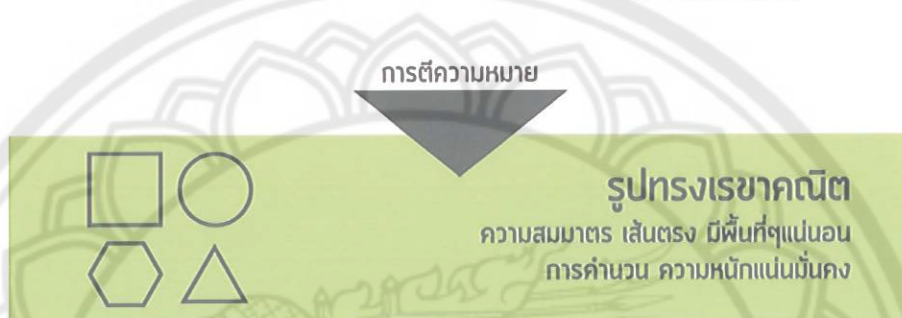 การตีความหมาย
รูปทรงเรขาคณิต
ความสมมาตร เส้นตรง มีพื้นที่ๆแน่นอน
การคำนวน ความหนักแน่นมั่นคง